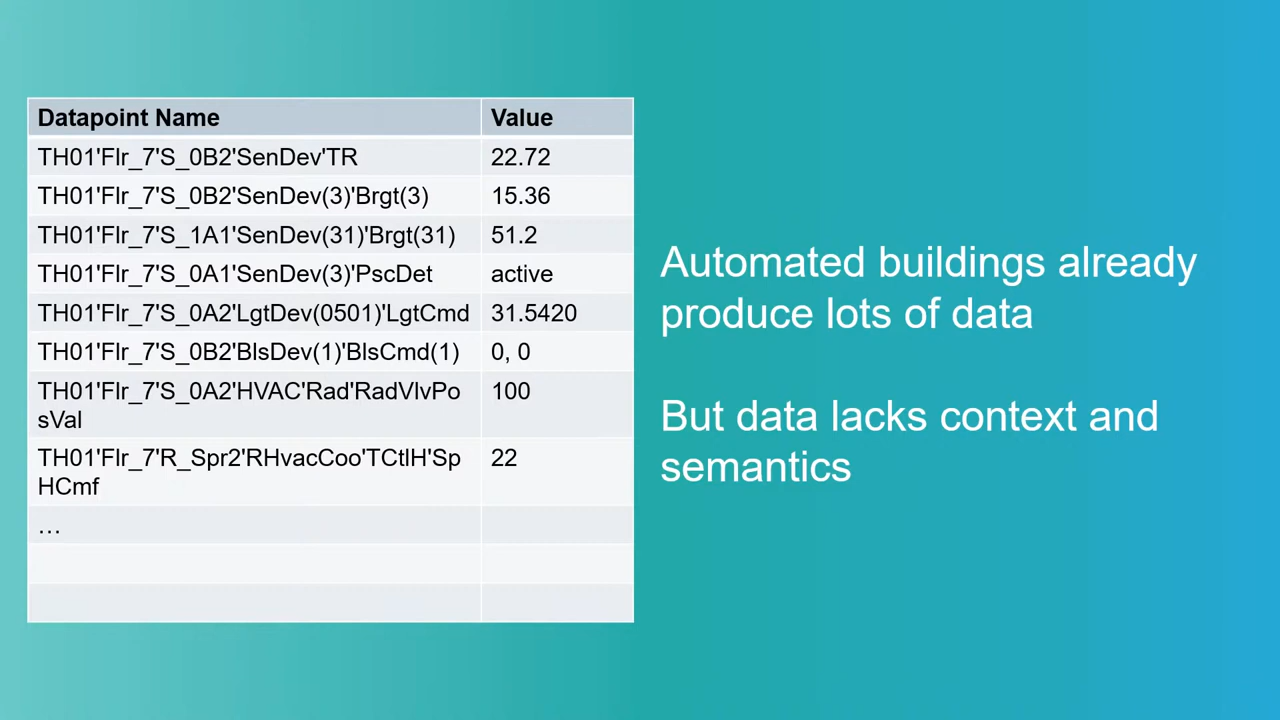 Datapoint Name Value
TH01'Flr_7'S_0B2'SenDev'TR 22.72
TH01'Flr_7'S_0B2'SenDev(3)'Brgt(3) 15.36
TH01'Flr_7'S_1A1'SenDev(31)'Brgt(31) 51.2
TH01'Flr_7'S_0A1'SenDev(3)'PscDet active
TH01'Flr_7'S_0A2'LgtDev(0501)'LgtCmd 31.5420
TH01'Flr_7'S_0B2'BlsDev(1)'BlsCmd(1) 0, 0
TH01'Flr_7'S_0A2'HVAC'Rad'RadVlvPo 100
sVal
TH01'Flr_7'R_Spr2'RHvacCoo'TCtlH'Sp 22
HCmf
…
Automated buildings already
produce lots of data
But data lacks context and
semantics